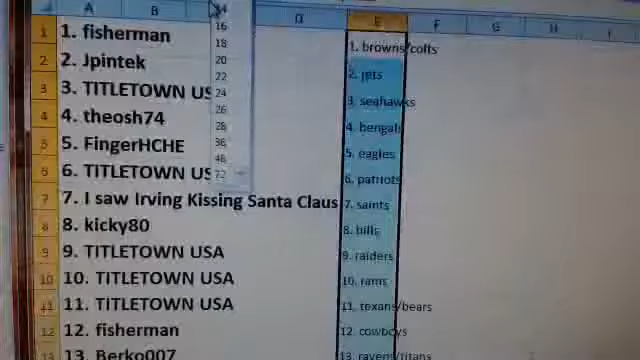 A B D E F G H
14
16
18
20
22
24
26
28
36
48
72
1 1. fisherman 1. browns/colts
2 2. Jpintek 2. jets
3 3. TITLETOWN US 3. seahawks
4 4. theosh74 4. bengals
5 5. FingerHCHE 5. eagles
6 6. TITLETOWN US 6. patriots
7 7. I saw Irving Kissing Santa Claus 7. saints
8 8. kicky80 8. bills
9 9. TITLETOWN USA 9. raiders
10 10. TITLETOWN USA 10. rams
11 11. TITLETOWN USA 11. texans/bears
12 12. fisherman 12. cowboys
13 13. Berko007 13. ravens/titans